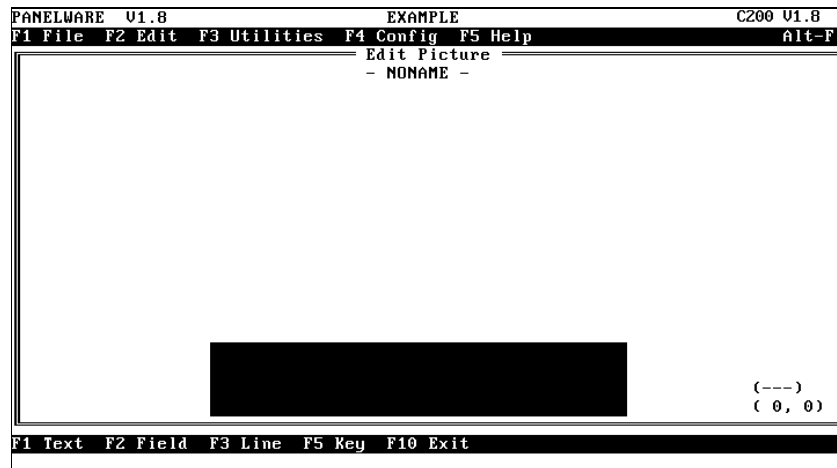 PANELWARE V1.8 EXAMPLE C200 V1.8
F1 File F2 Edit F3 Utilities F4 Config F5 Help Alt-F
Edit Picture
- NONAME -
(---)
( 0, 0)
F1 Text F2 Field F3 Line F5 Key F10 Exit